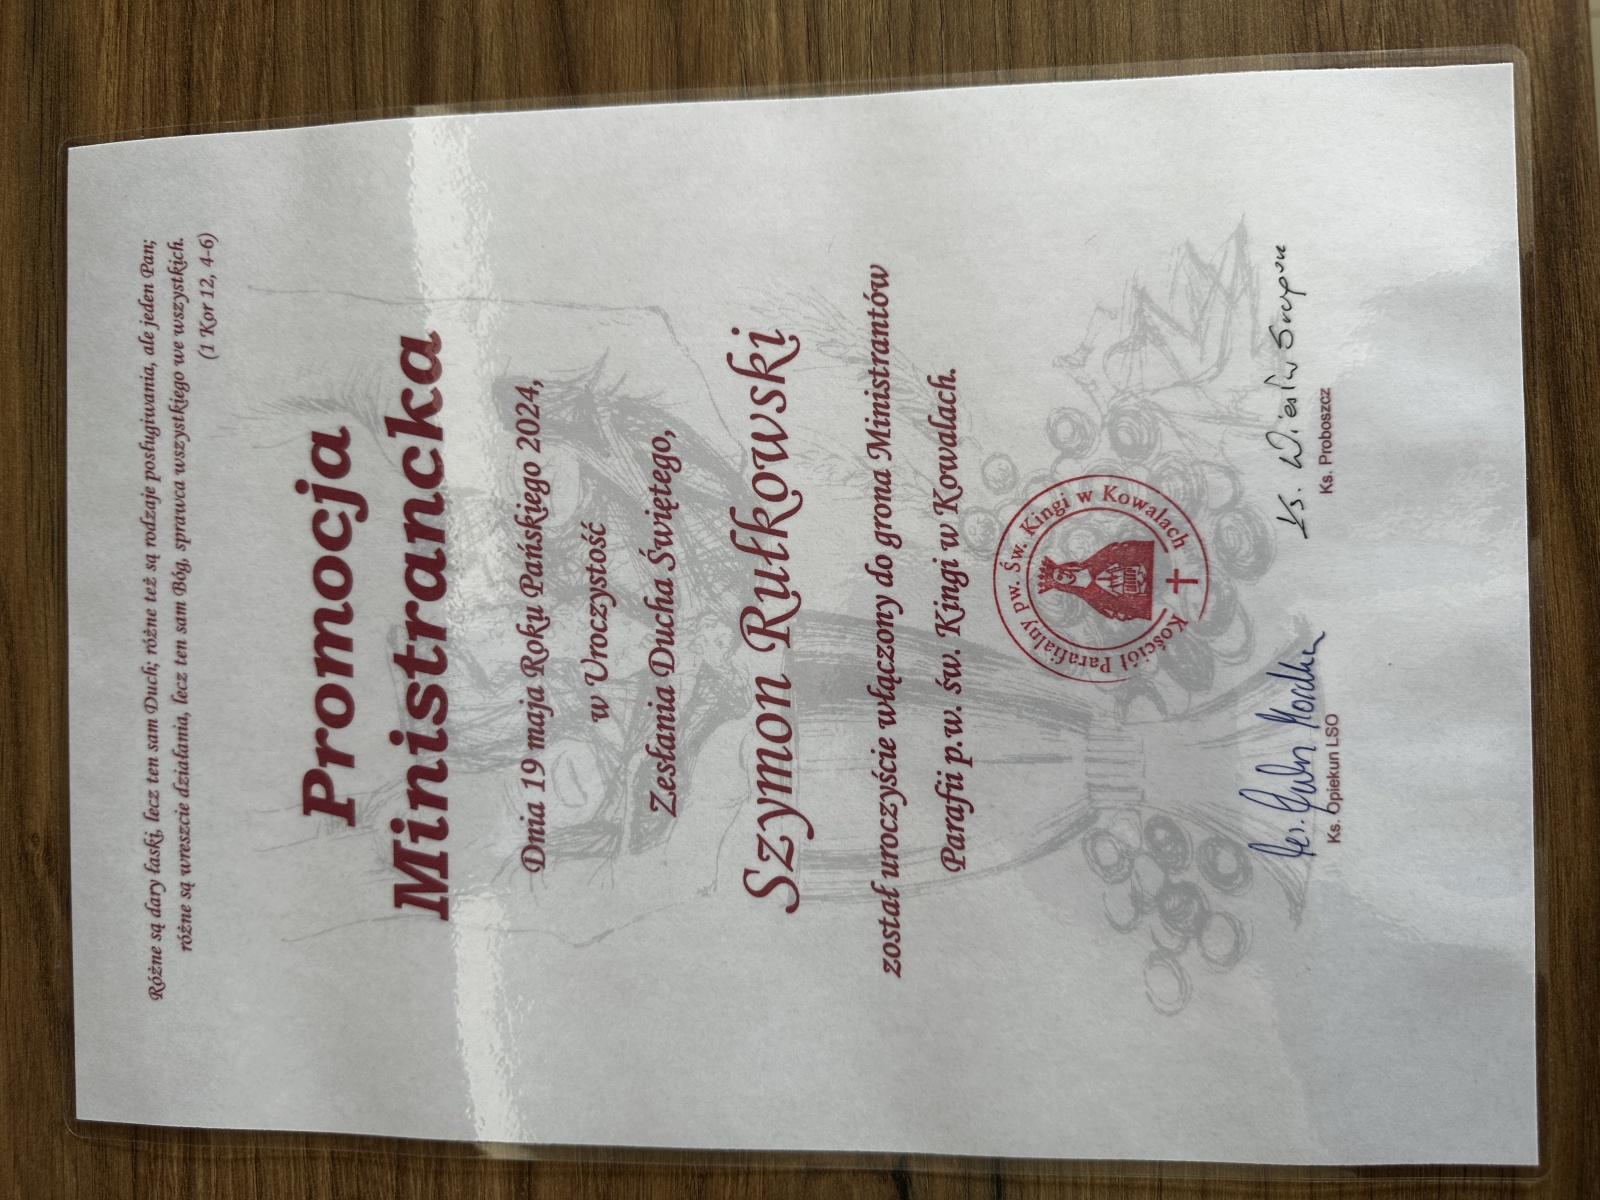 Różne są dary łaski, lecz ten sam Duch; różne też są rodzaje posługiwania, ale jeden Pan;
różne są wreszcie działania, lecz ten sam Bóg, sprawca wszystkiego we wszystkich.
(1 Kor 12, 4-6)
Promocja
Ministrancka
Dnia 19 maja Roku Pańskiego 2024,
w Uroczystość
Zesłania Ducha Świętego,
Szymon Rułkowski
został uroczyście włączony do grona Ministrantów
Parafii p.w. św. Kingi w Kowalach.
Kościół Parafialny pw. Św. Kingi w Kowalach
Ks.
Ks. Opiekun LSO
Ks. Proboszcz